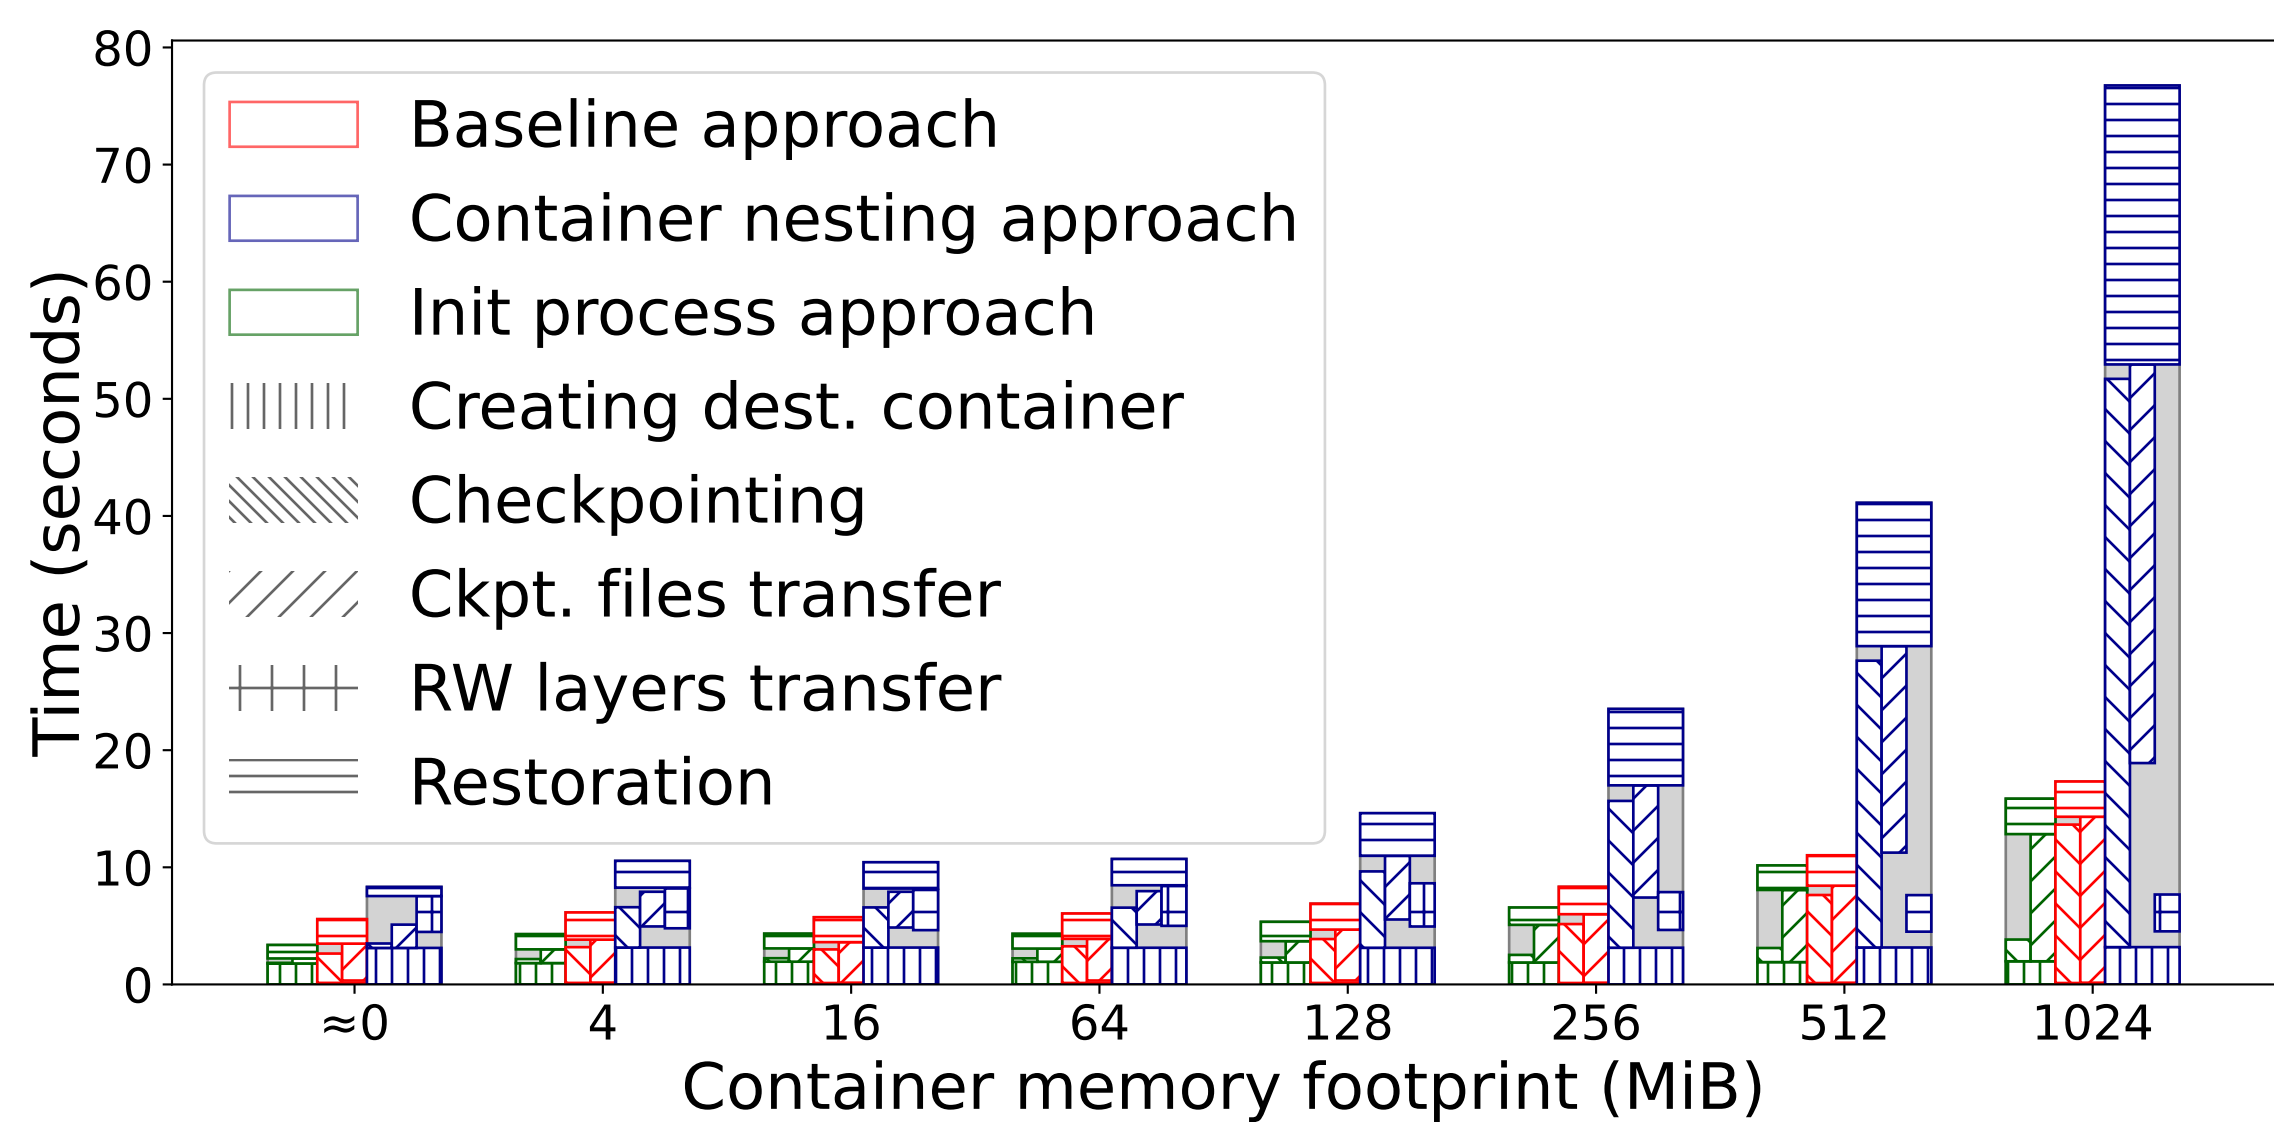 80
70
60
50
40
30
20
10
0
Time (seconds)
Baseline approach
Container nesting approach
Init process approach
Creating dest. container
Checkpointing
Ckpt. files transfer
RW layers transfer
Restoration
≈0 4 16 64 128 256 512 1024
Container memory footprint (MiB)